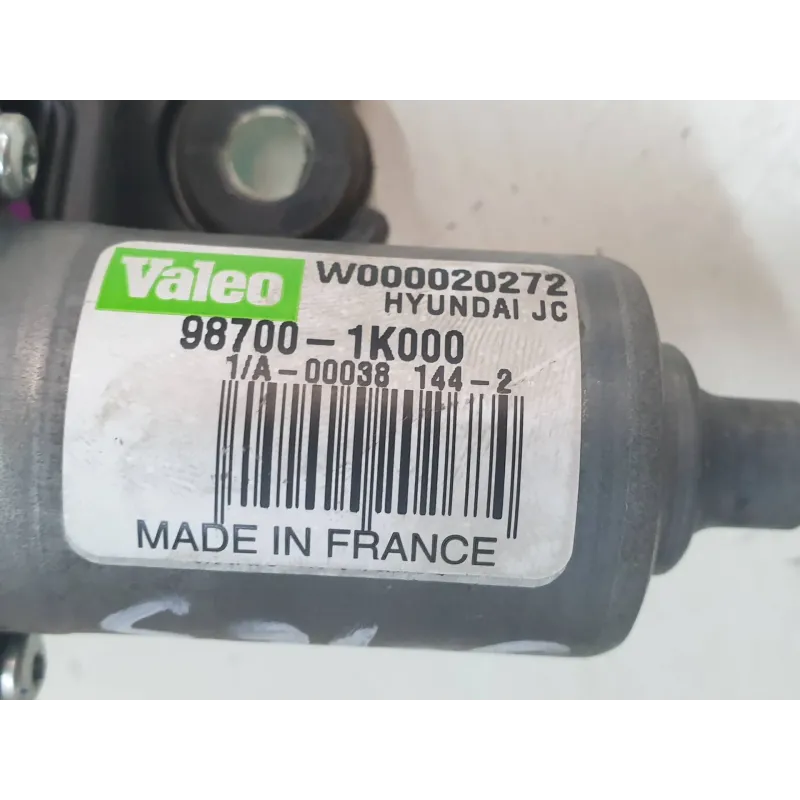 Valeo W000020272
HYUNDAI JC
98700-1K000
1/A-00038 144-2
MADE IN FRANCE